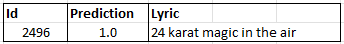 Id Prediction Lyric
2496 1.0 24 karat magic in the air